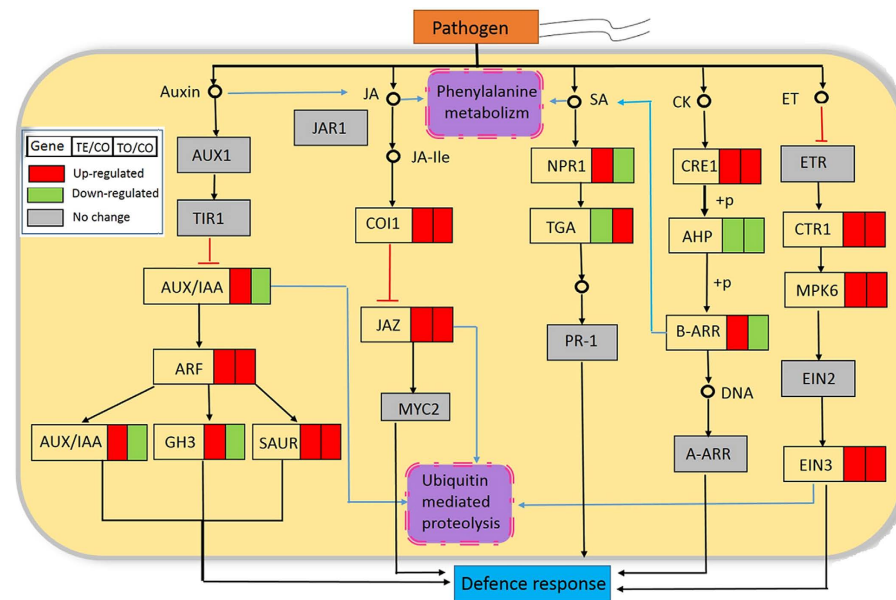 Pathogen
Auxin
JA
Phenylalanine
metabolizm
SA
CK
ET
JAR1
Gene TE/CO TO/CO
Up-regulated
Down-regulated
No change
AUX1
JA-Ile
NPR1
CRE1
ETR
+p
TIR1
COI1
TGA
AHP
CTR1
+p
AUX/IAA
MPK6
JAZ
PR-1
B-ARR
ARF
EIN2
MYC2
DNA
AUX/IAA
GH3
SAUR
A-ARR
EIN3
Ubiquitin
mediated
proteolysis
Defence response